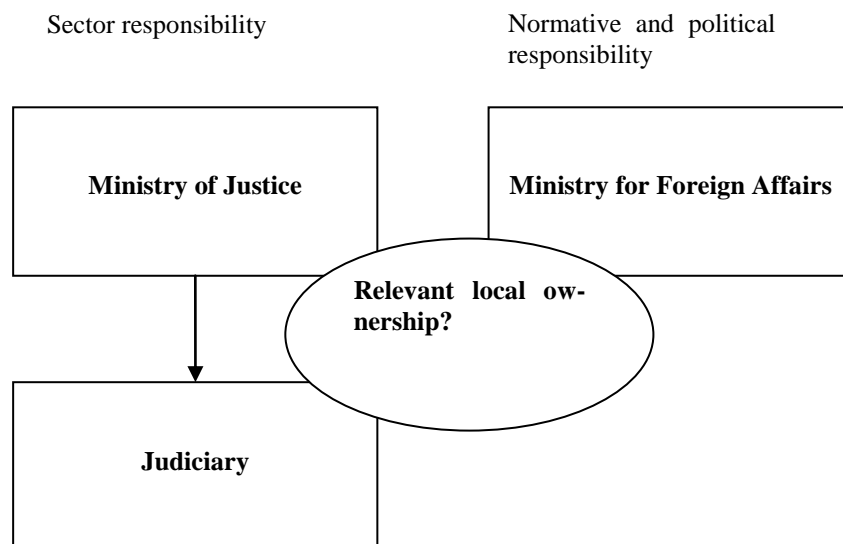 Sector responsibility
Normative and political
responsibility
Ministry of Justice
Ministry for Foreign Affairs
Relevant local ow-
nership?
Judiciary